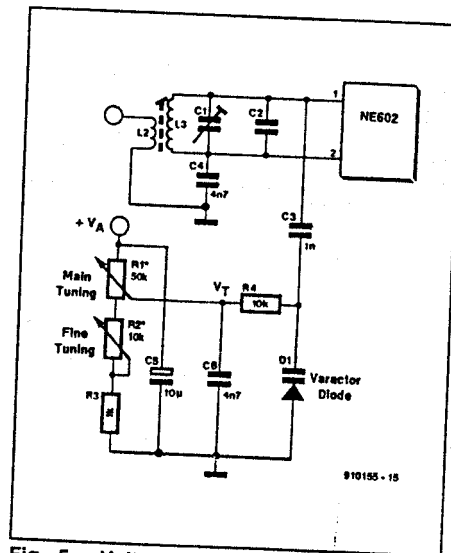 C1
C2
1
NE602
L2
L3
2
C4
4n7
+ VA
C3
1n
R1*
50k
Main
Tuning
VT
R4
10k
R2*
10k
Fine
Tuning
C5
10µ
C6
4n7
D1
Varactor
Diode
R3
910155 - 15
Fig. 5.